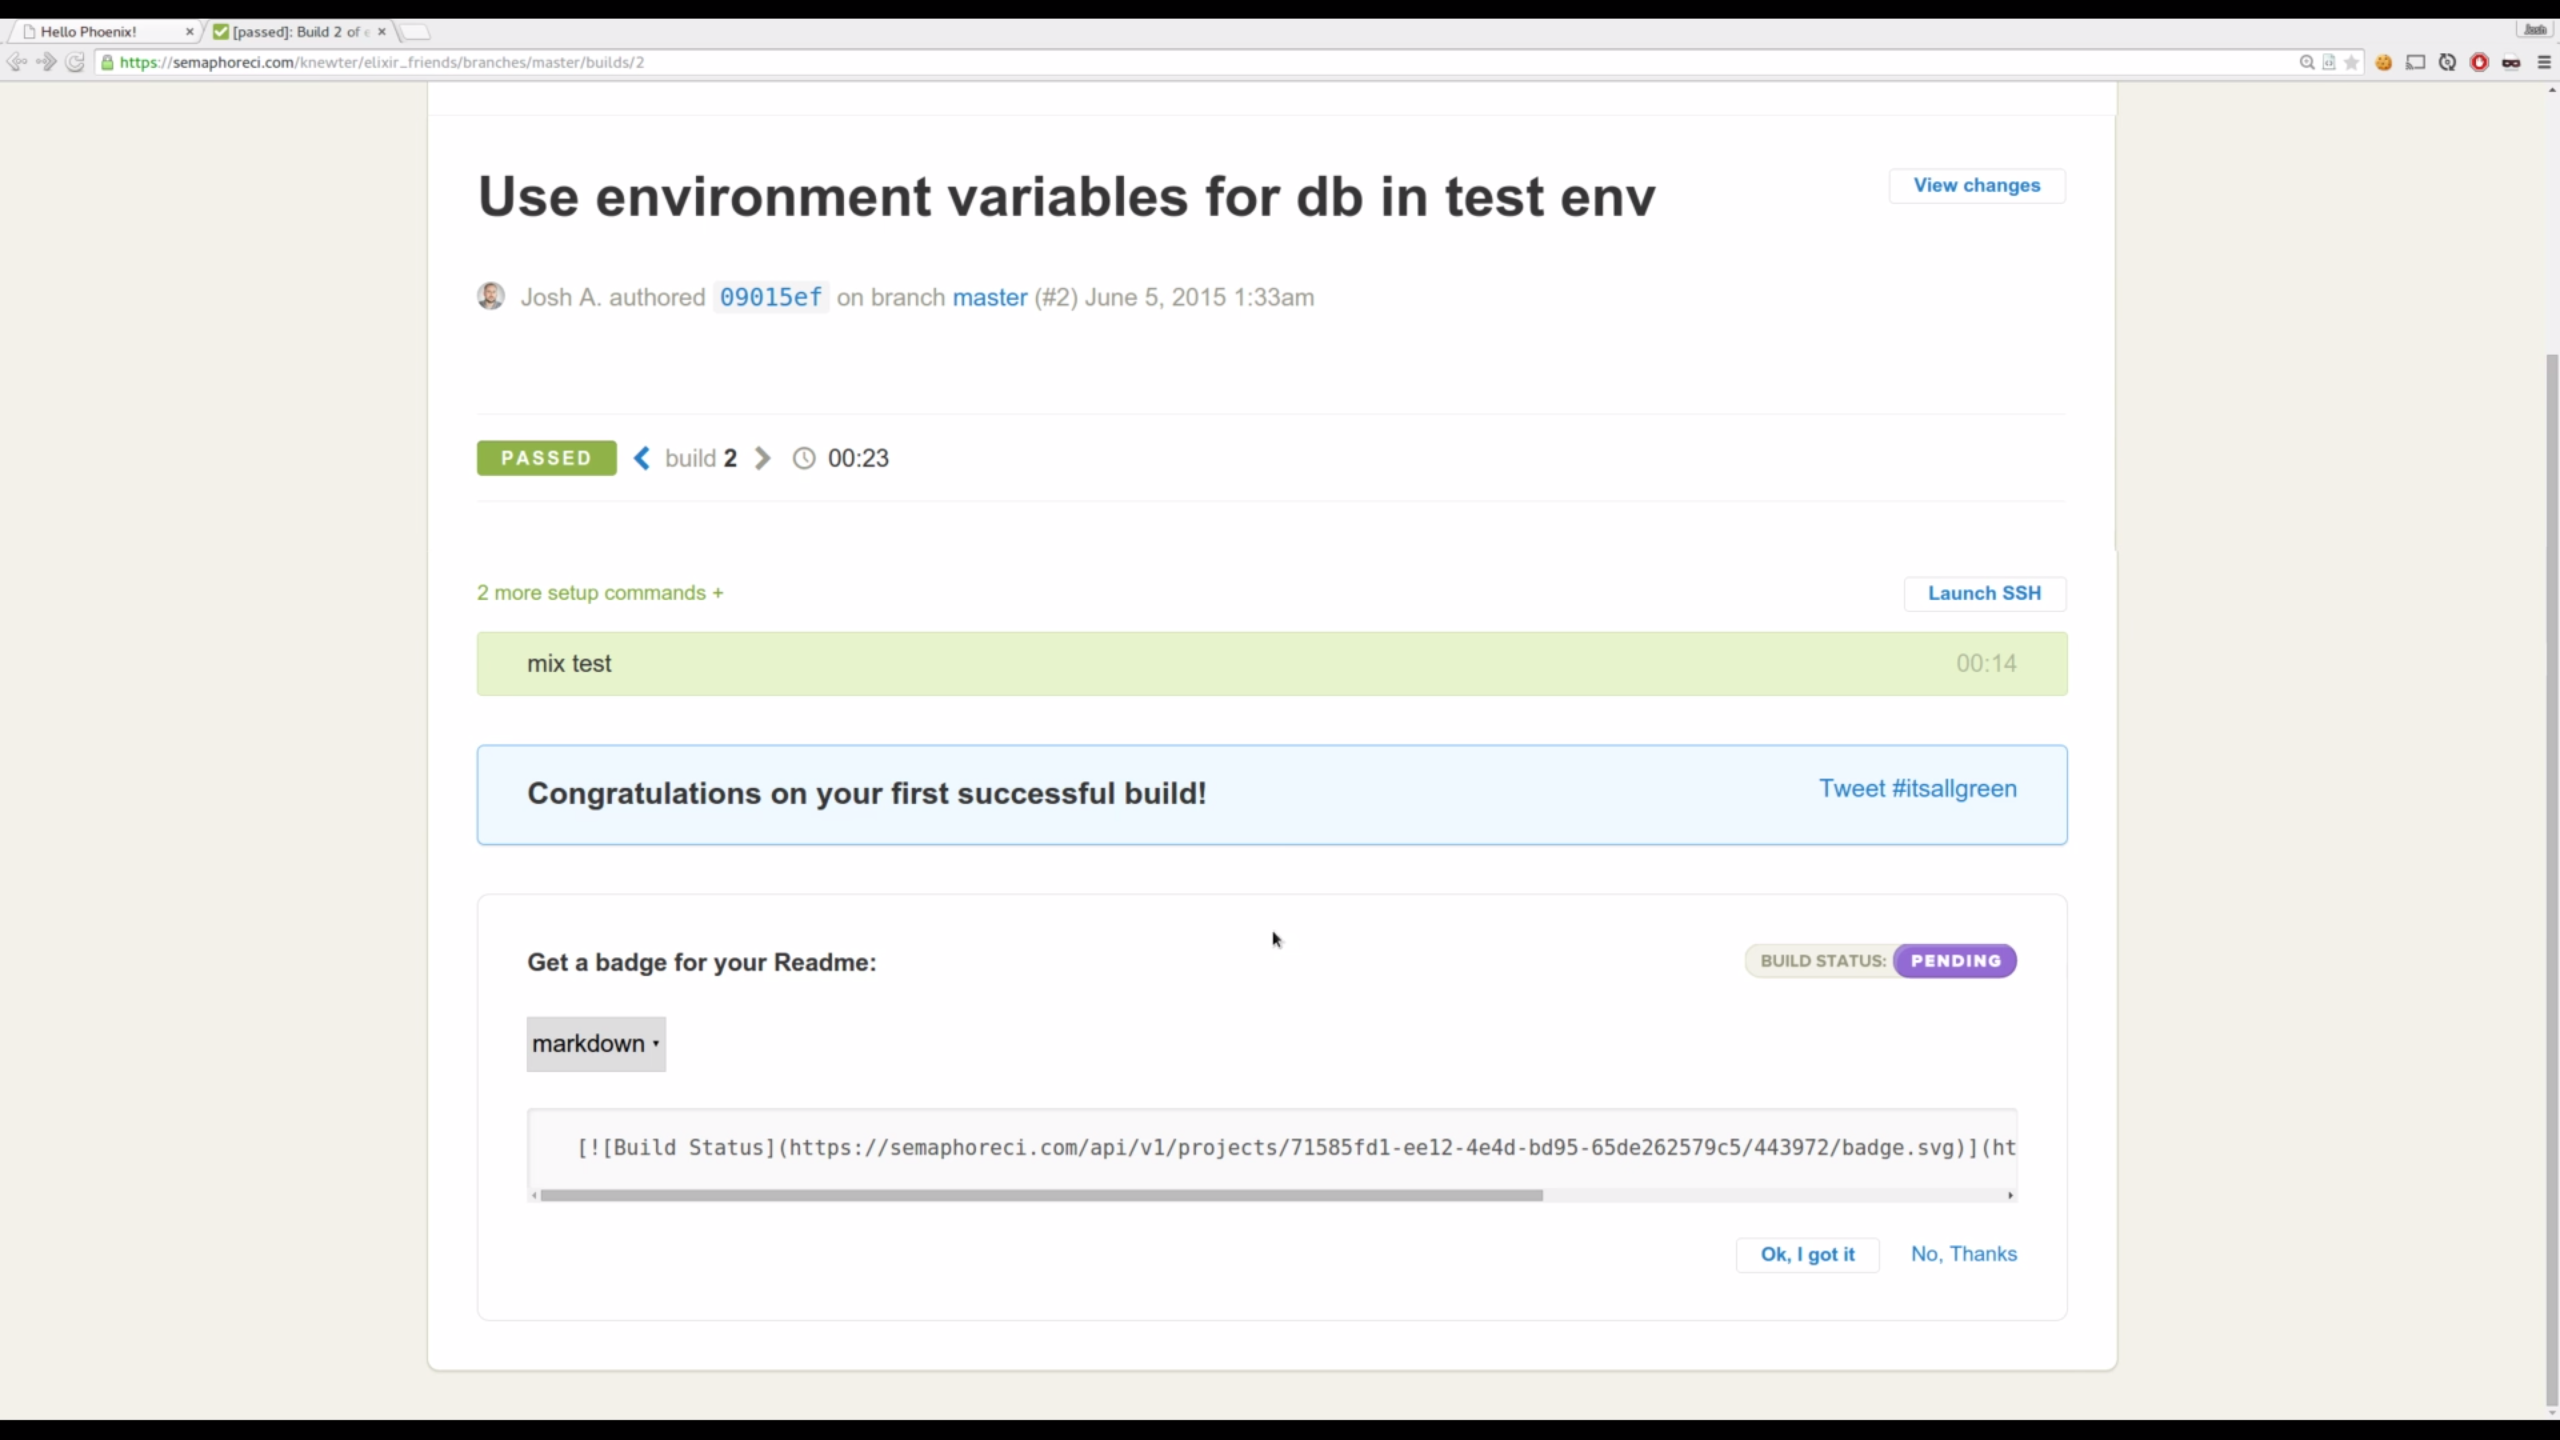 Hello Phoenix!
[passed]: Build 2 of e
Josh
https://semaphoreci.com/knewter/elixir_friends/branches/master/builds/2
Use environment variables for db in test env
View changes
Josh A. authored 09015ef on branch master (#2) June 5, 2015 1:33am
PASSED build 2 00:23
2 more setup commands +
Launch SSH
mix test 00:14
Congratulations on your first successful build!
Tweet #itsallgreen
Get a badge for your Readme:
BUILD STATUS: PENDING
markdown
[![Build Status](https://semaphoreci.com/api/v1/projects/71585fd1-ee12-4e4d-bd95-65de262579c5/443972/badge.svg)](ht
Ok, I got it
No, Thanks